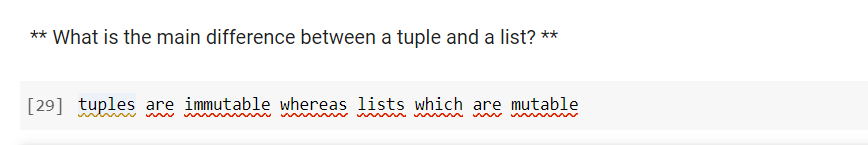 ** What is the main difference between a tuple and a list? **
[29] tuples are immutable whereas lists which are mutable